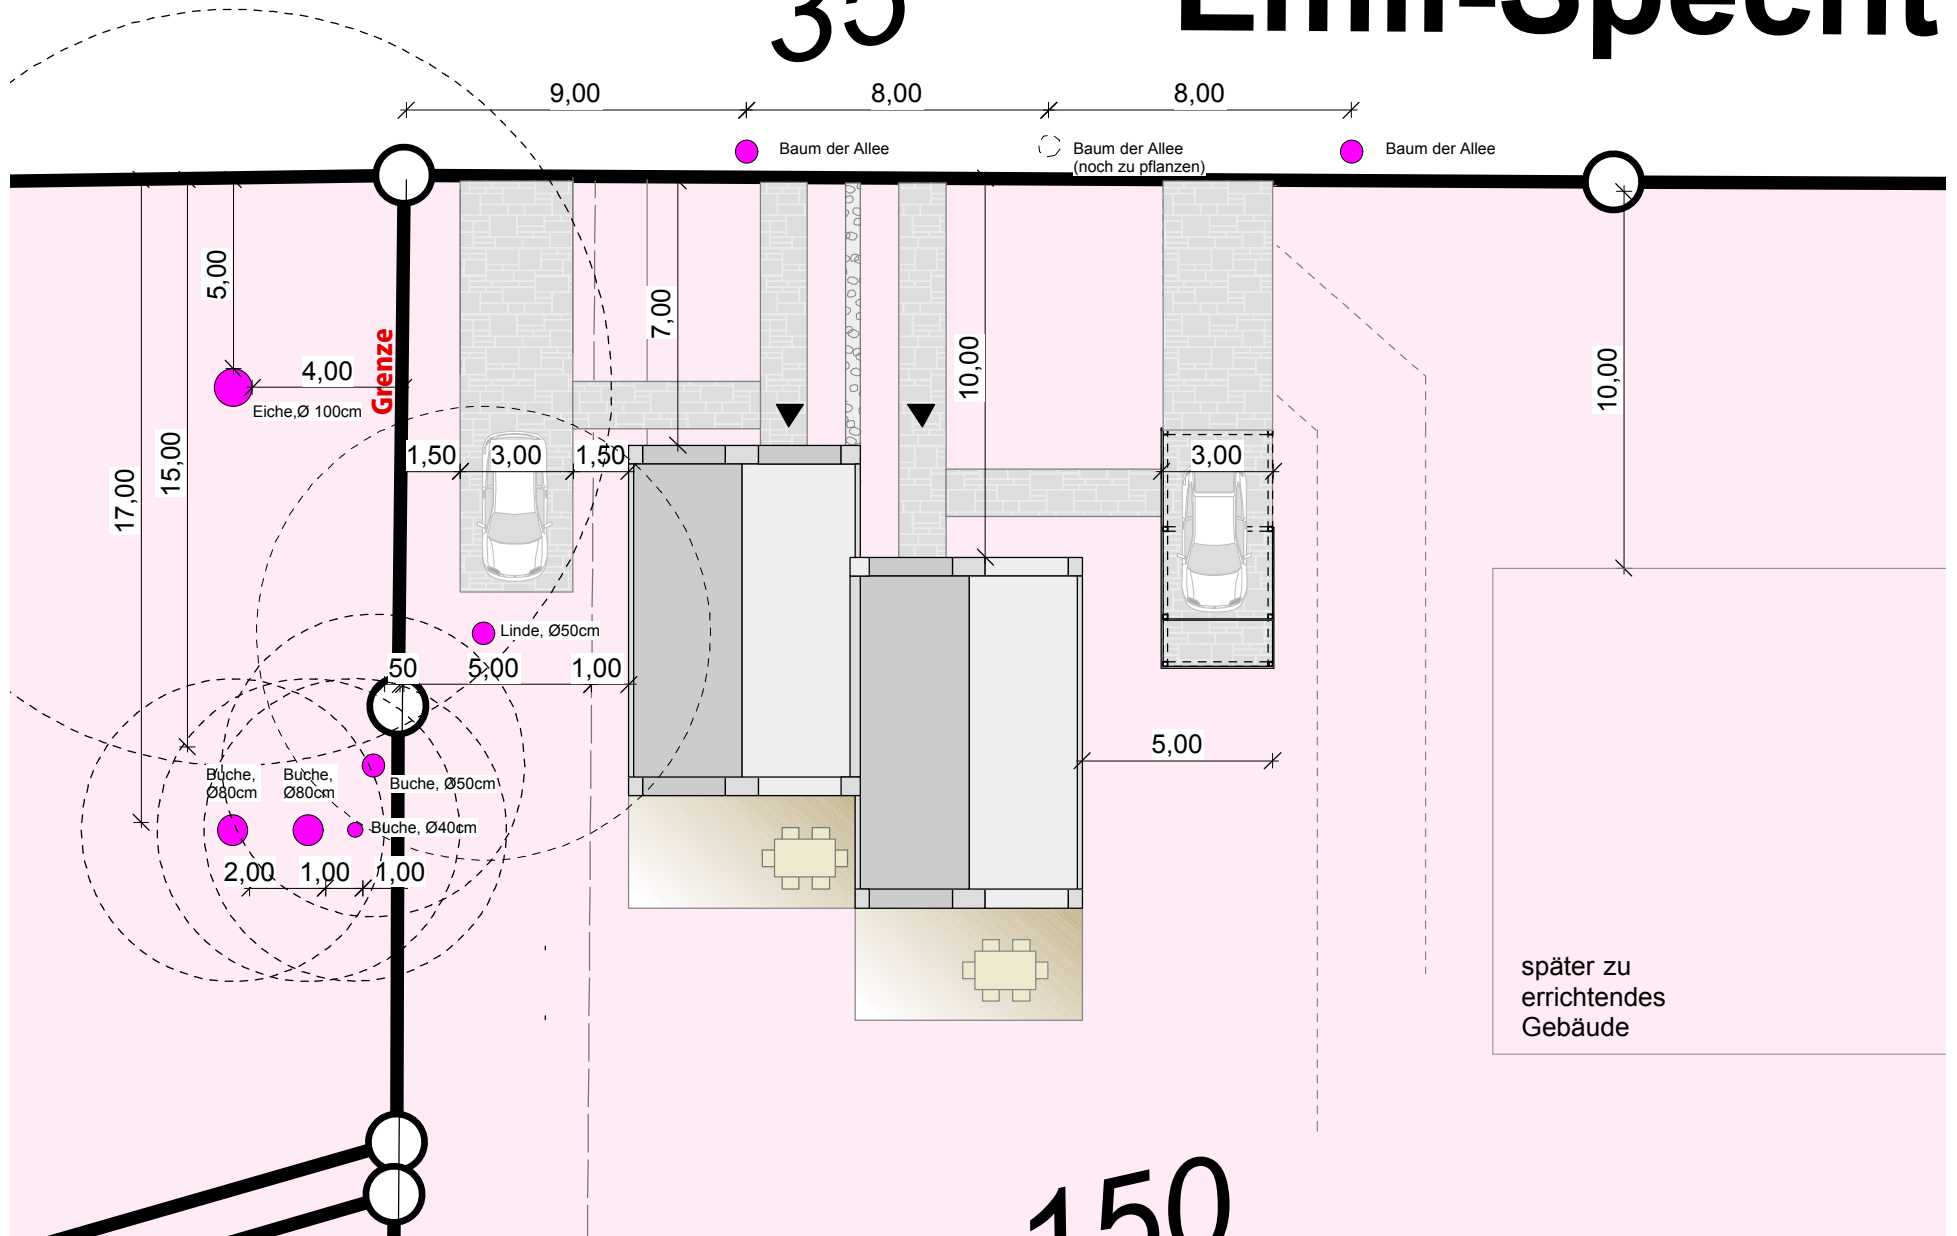 35
Emil-Specht
9,00
8,00
8,00
Baum der Allee
Baum der Allee
(noch zu pflanzen)
Baum der Allee
5,00
7,00
4,00
Grenze
10,00
10,00
Eiche,Ø 100cm
15,00
17,00
1,50
3,00
1,50
3,00
Linde, Ø50cm
50
5,00
1,00
5,00
Buche,
Ø80cm
Buche,
Ø80cm
Buche, Ø50cm
Buche, Ø40cm
2,00
1,00
1,00
später zu
errichtendes
Gebäude
150